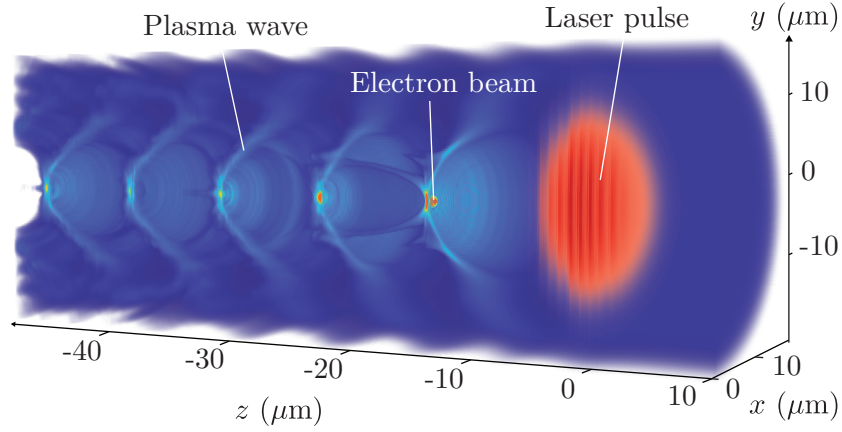 Plasma wave
Laser pulse
y (μm)
Electron beam
10
0
-10
-40
-30
-20
-10
0
10
0
10
z (μm)
x (μm)